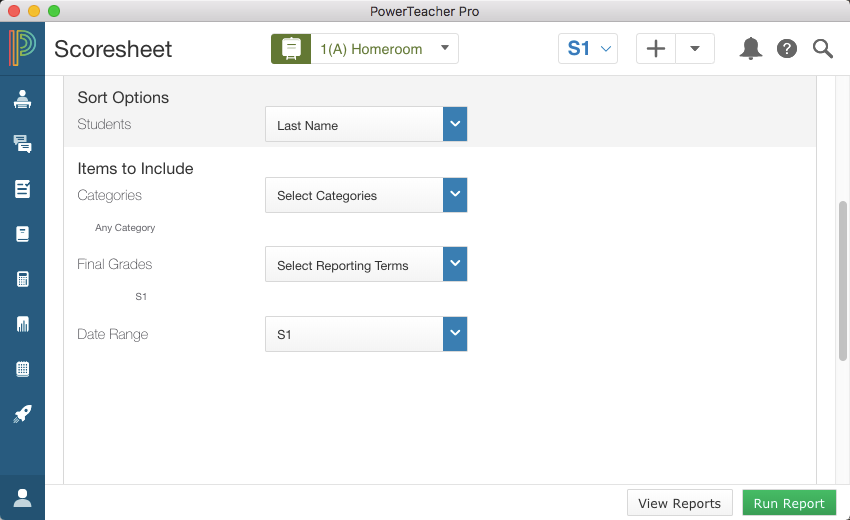 PowerTeacher Pro
Scoresheet
1(A) Homeroom
S1
Sort Options
Students
Last Name
Items to Include
Categories
Select Categories
Any Category
Final Grades
Select Reporting Terms
S1
Date Range
S1
View Reports
Run Report